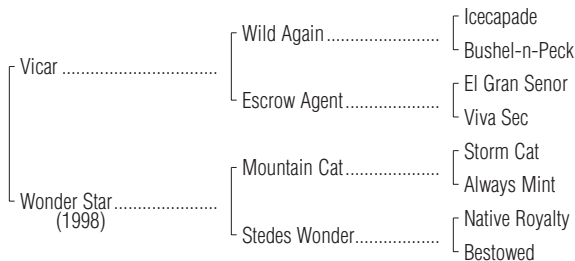 Icecapade
Wild Again
Bushel-n-Peck
Vicar
El Gran Senor
Escrow Agent
Viva Sec
Storm Cat
Mountain Cat
Always Mint
Wonder Star
(1998)
Native Royalty
Stedes Wonder
Bestowed